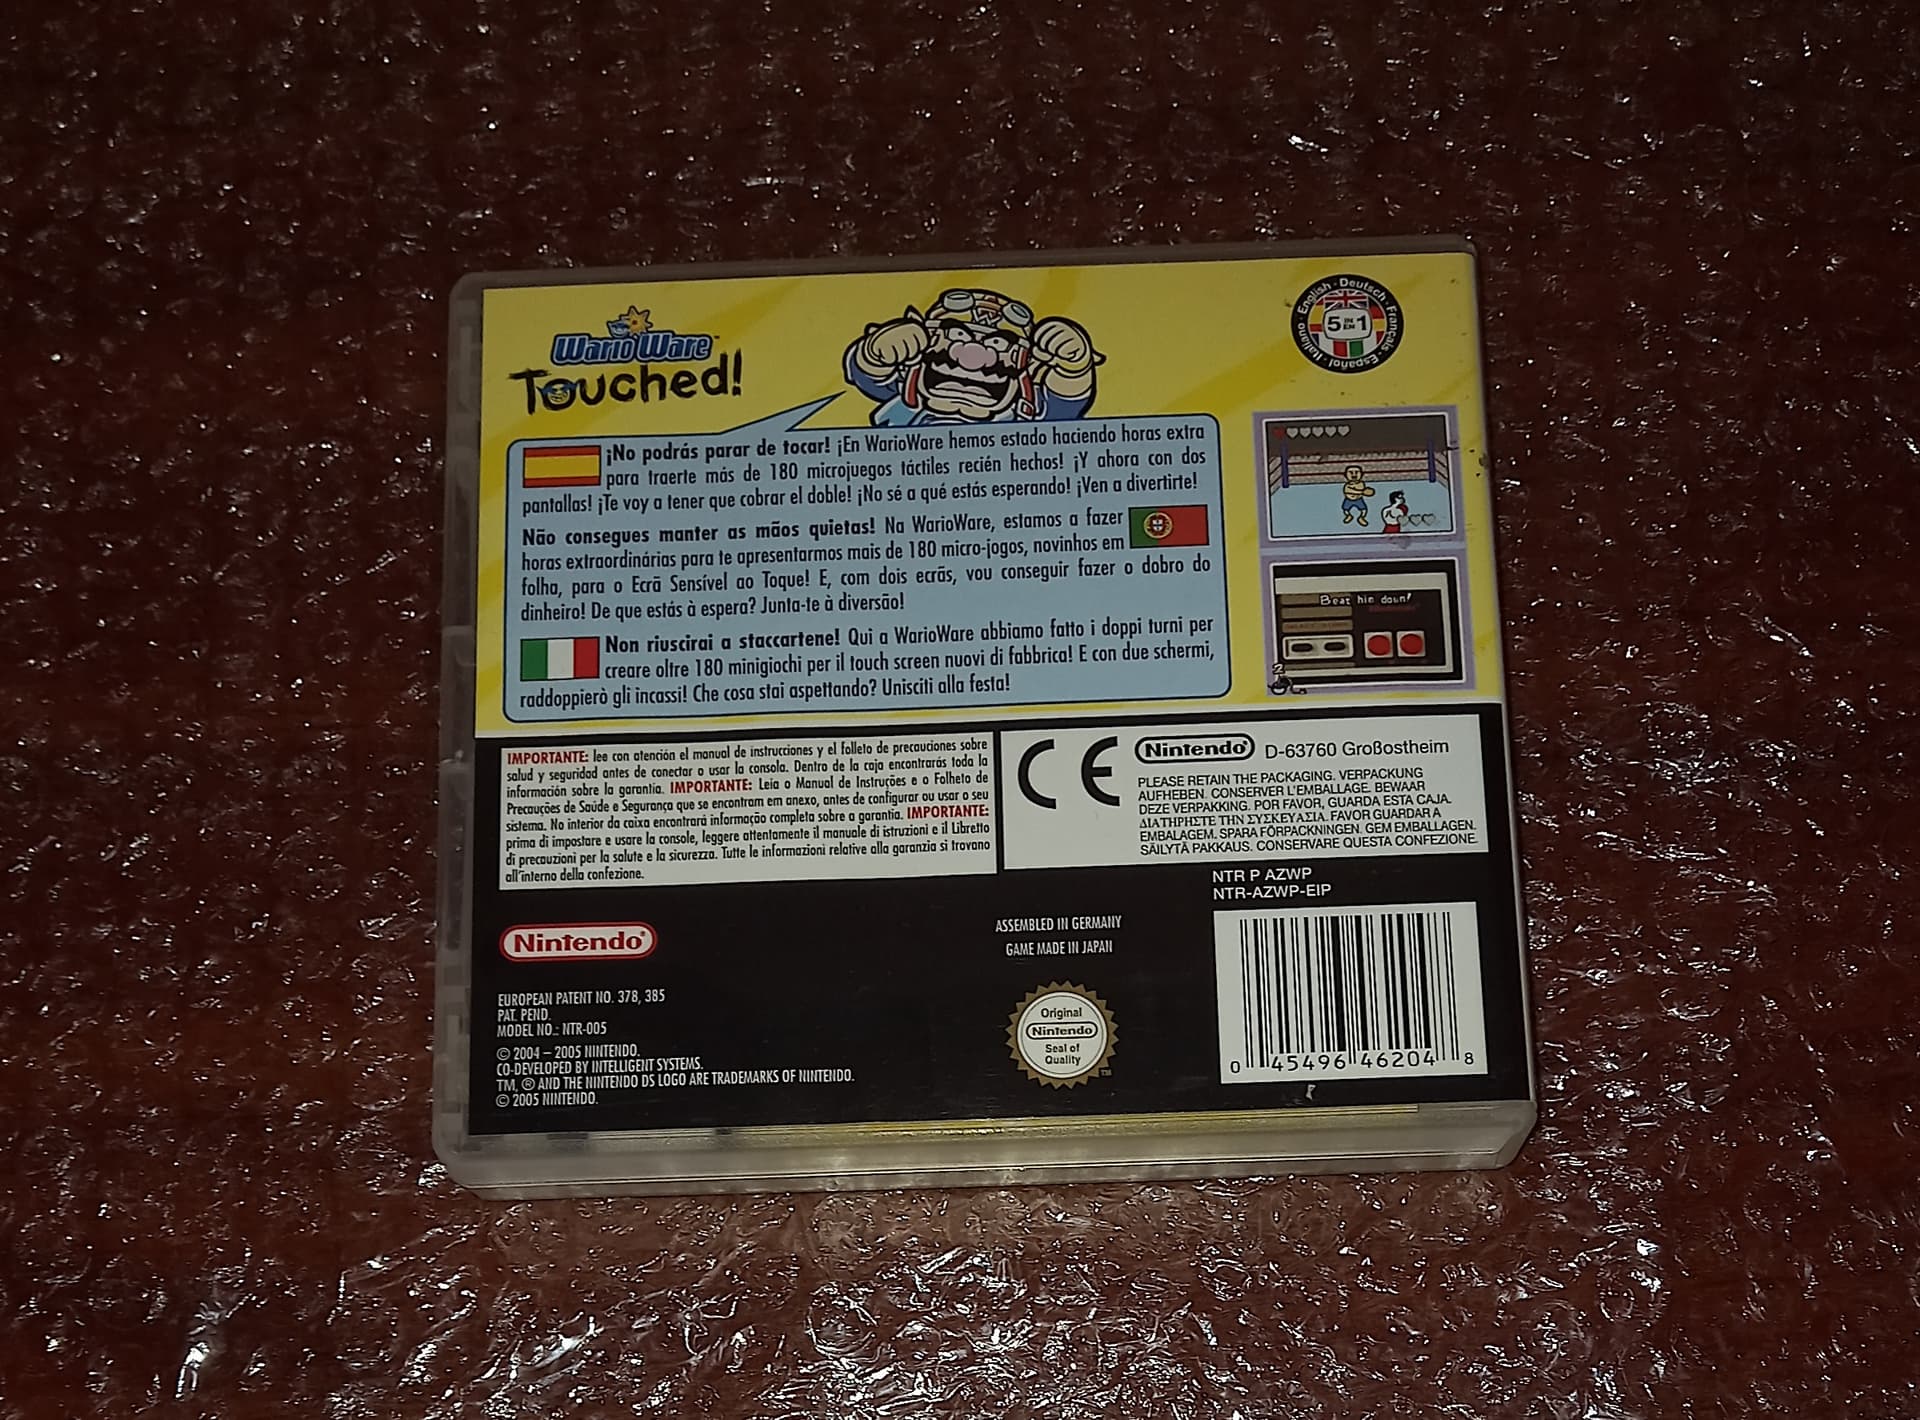 WarioWare™
Touched!
English · Deutsch · Français · Español · Italiano
5 IN EN 1
¡No podrás parar de tocar! ¡En WarioWare hemos estado haciendo horas extra
para traerte más de 180 microjuegos táctiles recién hechos! ¡Y ahora con dos
pantallas! ¡Te voy a tener que cobrar el doble! ¡No sé a qué estás esperando! ¡Ven a divertirte!
Não consegues manter as mãos quietas! Na WarioWare, estamos a fazer
horas extraordinárias para te apresentarmos mais de 180 micro-jogos, novinhos em
folha, para o Ecrã Sensível ao Toque! E, com dois ecrãs, vou conseguir fazer o dobro do
dinheiro! De que estás à espera? Junta-te à diversão!
Non riuscirai a staccartene! Qui a WarioWare abbiamo fatto i doppi turni per
creare oltre 180 minigiochi per il touch screen nuovi di fabbrica! E con due schermi,
raddoppierò gli incassi! Che cosa stai aspettando? Unisciti alla festa!
Beat him down!
IMPORTANTE: lee con atención el manual de instrucciones y el folleto de precauciones sobre
salud y seguridad antes de conectar o usar la consola. Dentro de la caja encontrarás toda la
información sobre la garantía. IMPORTANTE: Leia o Manual de Instruções e o Folheto de
Precauções de Saúde e Segurança que se encontram em anexo, antes de configurar ou usar o seu
sistema. No interior da caixa encontrará informação completa sobre a garantia. IMPORTANTE:
prima di impostare e usare la console, leggere attentamente il manuale di istruzioni e il Libretto
di precauzioni per la salute e la sicurezza. Tutte le informazioni relative alla garanzia si trovano
all'interno della confezione.
CE
Nintendo® D-63760 Großostheim
PLEASE RETAIN THE PACKAGING. VERPACKUNG
AUFHEBEN. CONSERVER L'EMBALLAGE. BEWAAR
DEZE VERPAKKING. POR FAVOR, GUARDA ESTA CAJA.
ΔΙΑΤΗΡΗΣΤΕ ΤΗΝ ΣΥΣΚΕΥΑΣΙΑ. FAVOR GUARDAR A
EMBALAGEM. SPARA FÖRPACKNINGEN. GEM EMBALLAGEN.
SÄILYTÄ PAKKAUS. CONSERVARE QUESTA CONFEZIONE.
NTR P AZWP
NTR-AZWP-EIP
Nintendo®
ASSEMBLED IN GERMANY
GAME MADE IN JAPAN
EUROPEAN PATENT NO. 378, 385
PAT. PEND.
MODEL NO.: NTR-005
© 2004 – 2005 NINTENDO.
CO-DEVELOPED BY INTELLIGENT SYSTEMS.
TM, ® AND THE NINTENDO DS LOGO ARE TRADEMARKS OF NINTENDO.
© 2005 NINTENDO.
Original
Nintendo
Seal of
Quality
TM
0 45496 46204 8